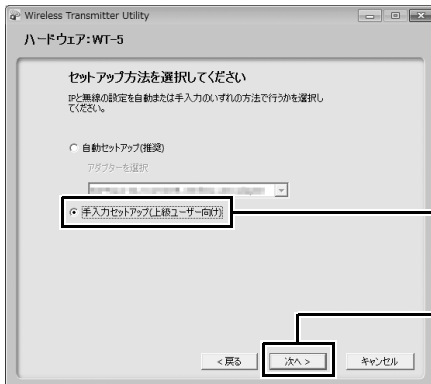 Wireless Transmitter Utility
ハードウェア:WT-5
セットアップ方法を選択してください
IPと無線の設定を自動または手入力のいずれの方法で行うかを選択し
てください。
自動セットアップ(推奨)
アダプターを選択
手入力セットアップ(上級ユーザー向け)
<戻る
次へ >
キャンセル